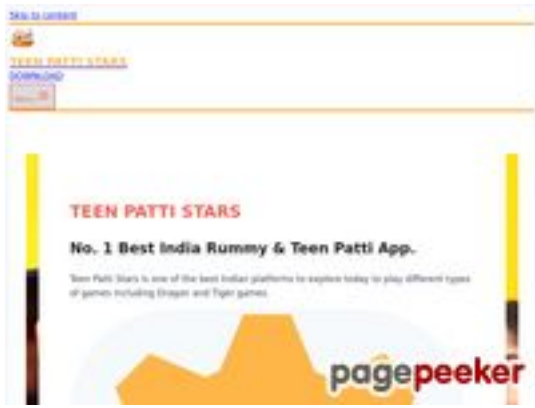 Skip to content
TEEN PATTI STARS
DOWNLOAD
Menu
TEEN PATTI STARS
No. 1 Best India Rummy & Teen Patti App.
Teen Patti Stars is one of the best Indian platforms to explore today to play different types
of games including Dragon and Tiger games.
pagepeeker